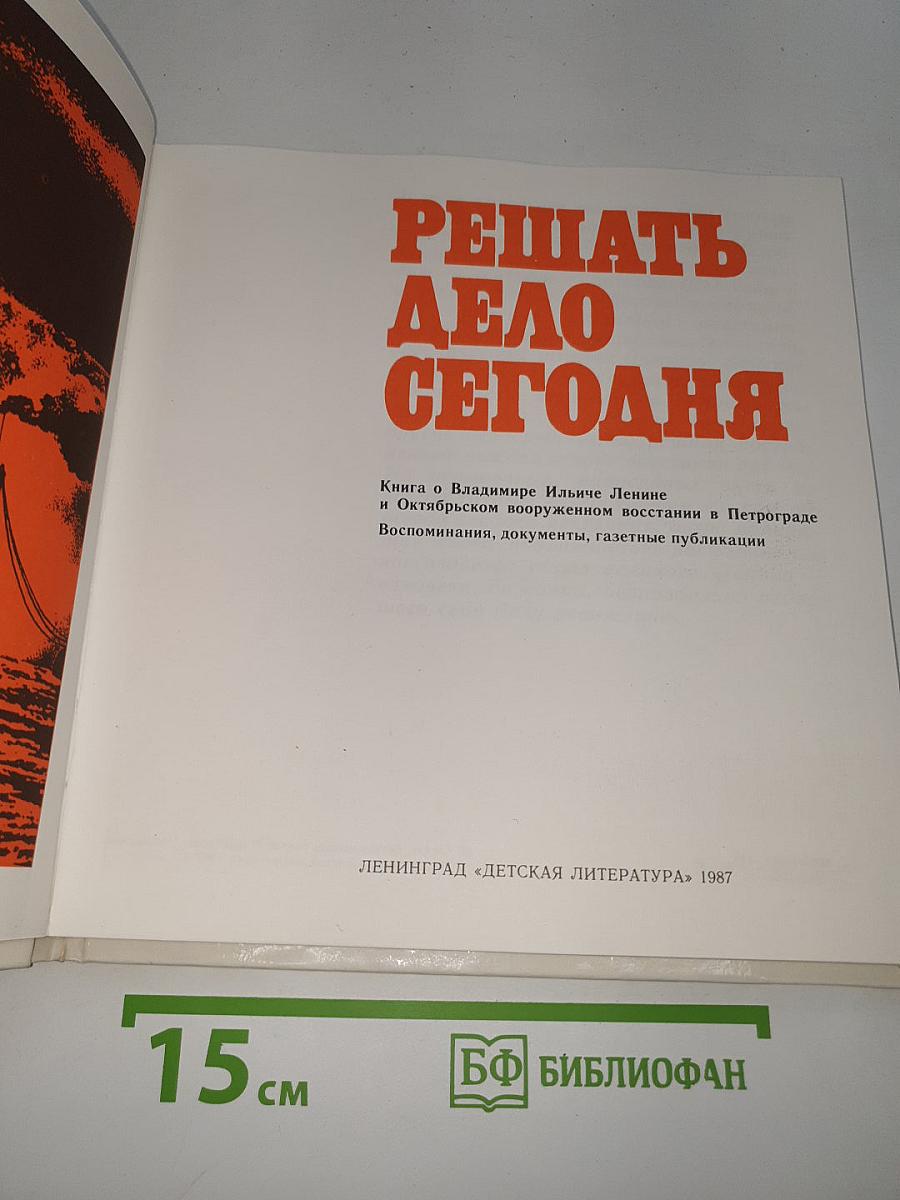 РЕШАТЬ
ДЕЛО
СЕГОДНЯ
Книга о Владимире Ильиче Ленине
и Октябрьском вооруженном восстании в Петрограде
Воспоминания, документы, газетные публикации
ЛЕНИНГРАД «ДЕТСКАЯ ЛИТЕРАТУРА» 1987
15 см
БФ БИБЛИОФАН